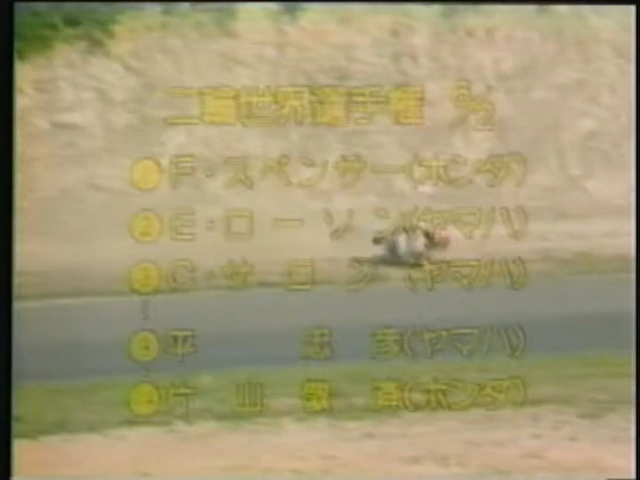 二輪世界選手権
F・スペンサー(ホンダ)
E・ローソン(ヤマハ)
C・サロン(ヤマハ)
平 忠彦(ヤマハ)
片山敬済(ホンダ)